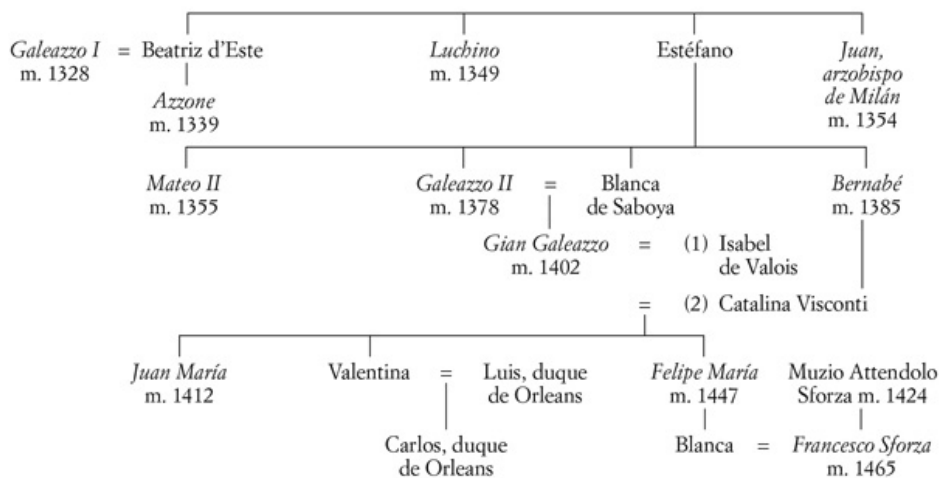 Galeazzo I = Beatriz d'Este Luchino Estéfano Juan,
m. 1328 m. 1349 arzobispo
Azzone de Milán
m. 1339 m. 1354
Mateo II Galeazzo II = Blanca Bernabé
m. 1355 m. 1378 de Saboya m. 1385
Gian Galeazzo = (1) Isabel
m. 1402 de Valois
= (2) Catalina Visconti
Juan María Valentina = Luis, duque Felipe María Muzio Attendolo
m. 1412 de Orleans m. 1447 Sforza m. 1424
Carlos, duque Blanca = Francesco Sforza
de Orleans m. 1465